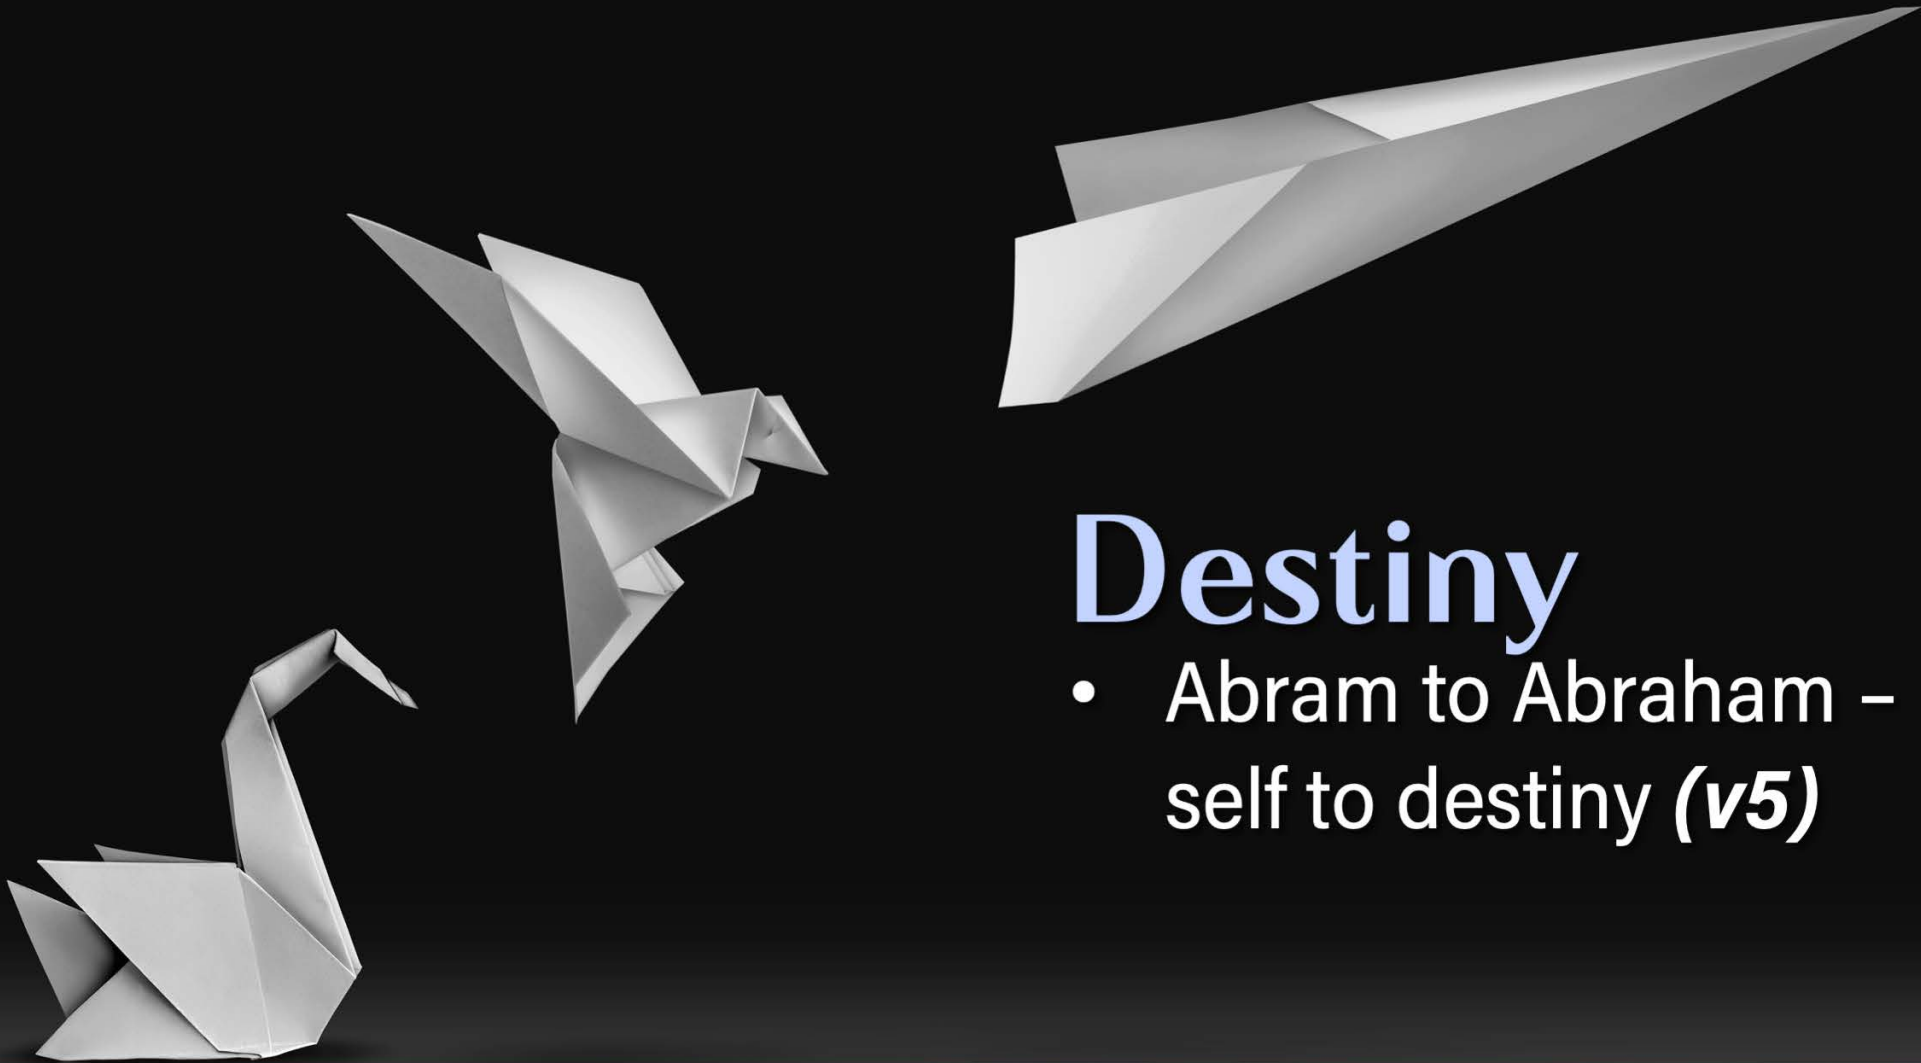 Destiny
• Abram to Abraham –
self to destiny (v5)